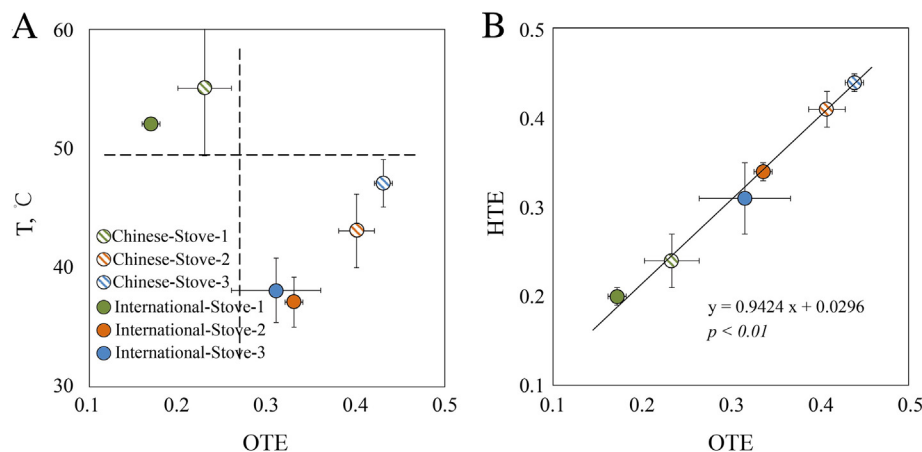 A
60
50
40
30
T, °C
Chinese-Stove-1
Chinese-Stove-2
Chinese-Stove-3
International-Stove-1
International-Stove-2
International-Stove-3
0.1 0.2 0.3 0.4 0.5
OTE
B
0.5
0.4
0.3
0.2
0.1
HTE
y = 0.9424 x + 0.0296
p < 0.01
0.1 0.2 0.3 0.4 0.5
OTE